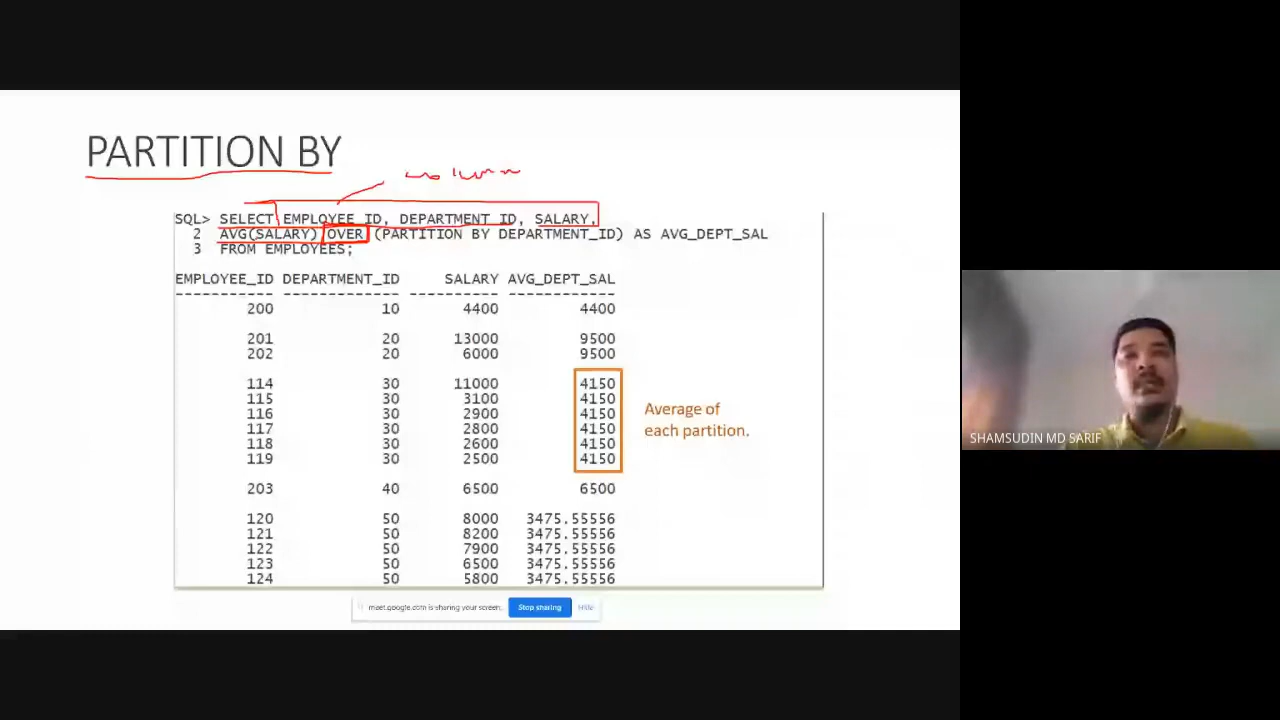 PARTITION BY
SQL> SELECT EMPLOYEE_ID, DEPARTMENT_ID, SALARY,
2 AVG(SALARY) OVER (PARTITION BY DEPARTMENT_ID) AS AVG_DEPT_SAL
3 FROM EMPLOYEES;
EMPLOYEE_ID DEPARTMENT_ID SALARY AVG_DEPT_SAL
----------- ------------- ---------- ------------
200 10 4400 4400
201 20 13000 9500
202 20 6000 9500
114 30 11000 4150
115 30 3100 4150
116 30 2900 4150
117 30 2800 4150
118 30 2600 4150
119 30 2500 4150
203 40 6500 6500
120 50 8000 3475.55556
121 50 8200 3475.55556
122 50 7900 3475.55556
123 50 6500 3475.55556
124 50 5800 3475.55556
Average of
each partition.
meet.google.com is sharing your screen. Stop sharing Hide
SHAMSUDIN MD SARIF